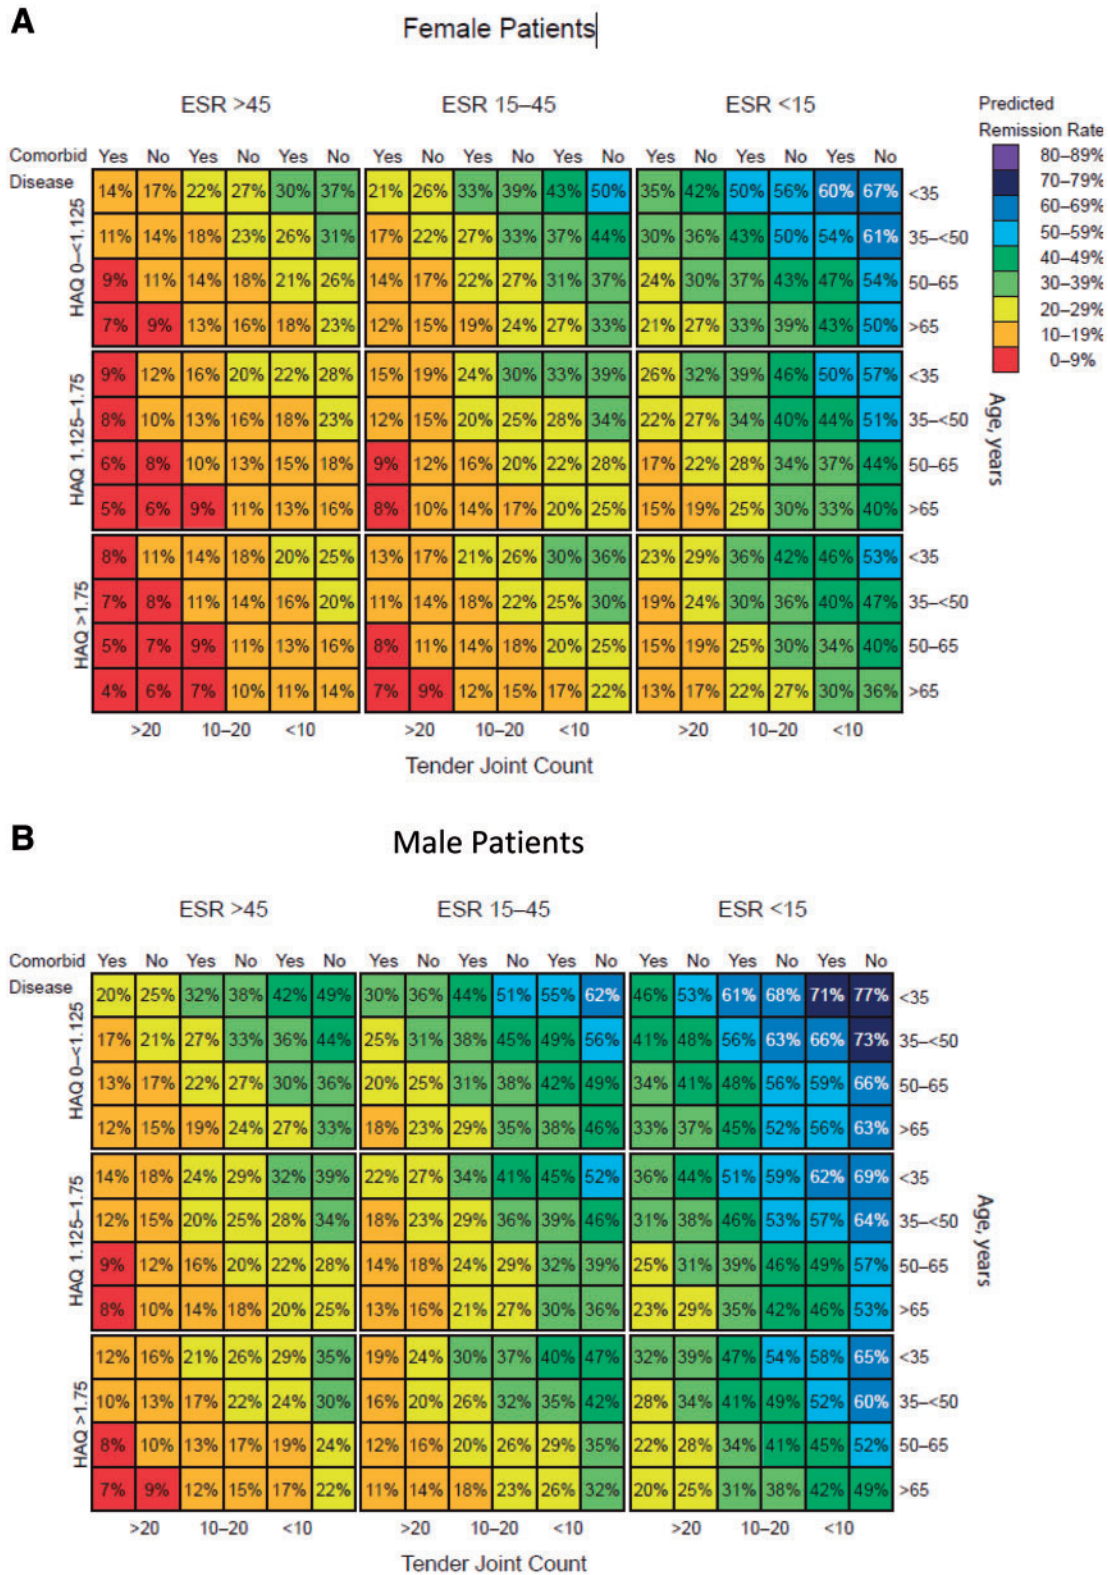 A
Female Patients
ESR >45 ESR 15–45 ESR <15
Predicted
Remission Rate
80–89%
70–79%
60–69%
50–59%
40–49%
30–39%
20–29%
10–19%
0–9%
Comorbid Yes No Yes No Yes No Yes No Yes No Yes No Yes No Yes No Yes No
Disease
HAQ 0–<1.125
14% 17% 22% 27% 30% 37% 21% 26% 33% 39% 43% 50% 35% 42% 50% 56% 60% 67% <35
11% 14% 18% 23% 26% 31% 17% 22% 27% 33% 37% 44% 30% 36% 43% 50% 54% 61% 35–<50
9% 11% 14% 18% 21% 26% 14% 17% 22% 27% 31% 37% 24% 30% 37% 43% 47% 54% 50–65
7% 9% 13% 16% 18% 23% 12% 15% 19% 24% 27% 33% 21% 27% 33% 39% 43% 50% >65
HAQ 1.125–1.75
9% 12% 16% 20% 22% 28% 15% 19% 24% 30% 33% 39% 26% 32% 39% 46% 50% 57% <35
8% 10% 13% 16% 18% 23% 12% 15% 20% 25% 28% 34% 22% 27% 34% 40% 44% 51% 35–<50
6% 8% 10% 13% 15% 18% 9% 12% 16% 20% 22% 28% 17% 22% 28% 34% 37% 44% 50–65
5% 6% 9% 11% 13% 16% 8% 10% 14% 17% 20% 25% 15% 19% 25% 30% 33% 40% >65
HAQ >1.75
8% 11% 14% 18% 20% 25% 13% 17% 21% 26% 30% 36% 23% 29% 36% 42% 46% 53% <35
7% 8% 11% 14% 16% 20% 11% 14% 18% 22% 25% 30% 19% 24% 30% 36% 40% 47% 35–<50
5% 7% 9% 11% 13% 16% 8% 11% 14% 18% 20% 25% 15% 19% 25% 30% 34% 40% 50–65
4% 6% 7% 10% 11% 14% 7% 9% 12% 15% 17% 22% 13% 17% 22% 27% 30% 36% >65
Age, years
>20 10–20 <10 >20 10–20 <10 >20 10–20 <10
Tender Joint Count
B
Male Patients
ESR >45 ESR 15–45 ESR <15
Comorbid Yes No Yes No Yes No Yes No Yes No Yes No Yes No Yes No Yes No
Disease
HAQ 0–<1.125
20% 25% 32% 38% 42% 49% 30% 36% 44% 51% 55% 62% 46% 53% 61% 68% 71% 77% <35
17% 21% 27% 33% 36% 44% 25% 31% 38% 45% 49% 56% 41% 48% 56% 63% 66% 73% 35–<50
13% 17% 22% 27% 30% 36% 20% 25% 31% 38% 42% 49% 34% 41% 48% 56% 59% 66% 50–65
12% 15% 19% 24% 27% 33% 18% 23% 29% 35% 38% 46% 33% 37% 45% 52% 56% 63% >65
HAQ 1.125–1.75
14% 18% 24% 29% 32% 39% 22% 27% 34% 41% 45% 52% 36% 44% 51% 59% 62% 69% <35
12% 15% 20% 25% 28% 34% 18% 23% 29% 36% 39% 46% 31% 38% 46% 53% 57% 64% 35–<50
9% 12% 16% 20% 22% 28% 14% 18% 24% 29% 32% 39% 25% 31% 39% 46% 49% 57% 50–65
8% 10% 14% 18% 20% 25% 13% 16% 21% 27% 30% 36% 23% 29% 35% 42% 46% 53% >65
HAQ >1.75
12% 16% 21% 26% 29% 35% 19% 24% 30% 37% 40% 47% 32% 39% 47% 54% 58% 65% <35
10% 13% 17% 22% 24% 30% 16% 20% 26% 32% 35% 42% 28% 34% 41% 49% 52% 60% 35–<50
8% 10% 13% 17% 19% 24% 12% 16% 20% 26% 29% 35% 22% 28% 34% 41% 45% 52% 50–65
7% 9% 12% 15% 17% 22% 11% 14% 18% 23% 26% 32% 20% 25% 31% 38% 42% 49% >65
Age, years
>20 10–20 <10 >20 10–20 <10 >20 10–20 <10
Tender Joint Count